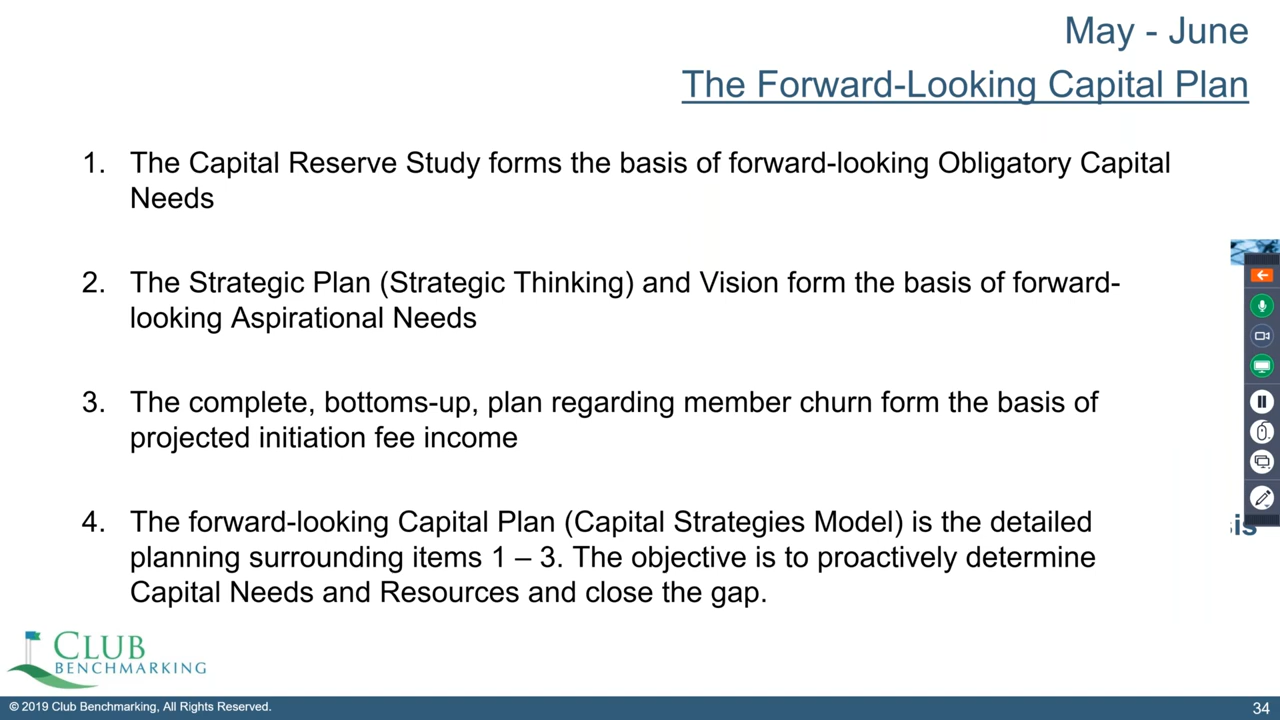 May - June
The Forward-Looking Capital Plan
1. The Capital Reserve Study forms the basis of forward-looking Obligatory Capital
Needs
2. The Strategic Plan (Strategic Thinking) and Vision form the basis of forward-
looking Aspirational Needs
3. The complete, bottoms-up, plan regarding member churn form the basis of
projected initiation fee income
4. The forward-looking Capital Plan (Capital Strategies Model) is the detailed
planning surrounding items 1 – 3. The objective is to proactively determine
Capital Needs and Resources and close the gap.
CLUB
BENCHMARKING
© 2019 Club Benchmarking, All Rights Reserved.
34